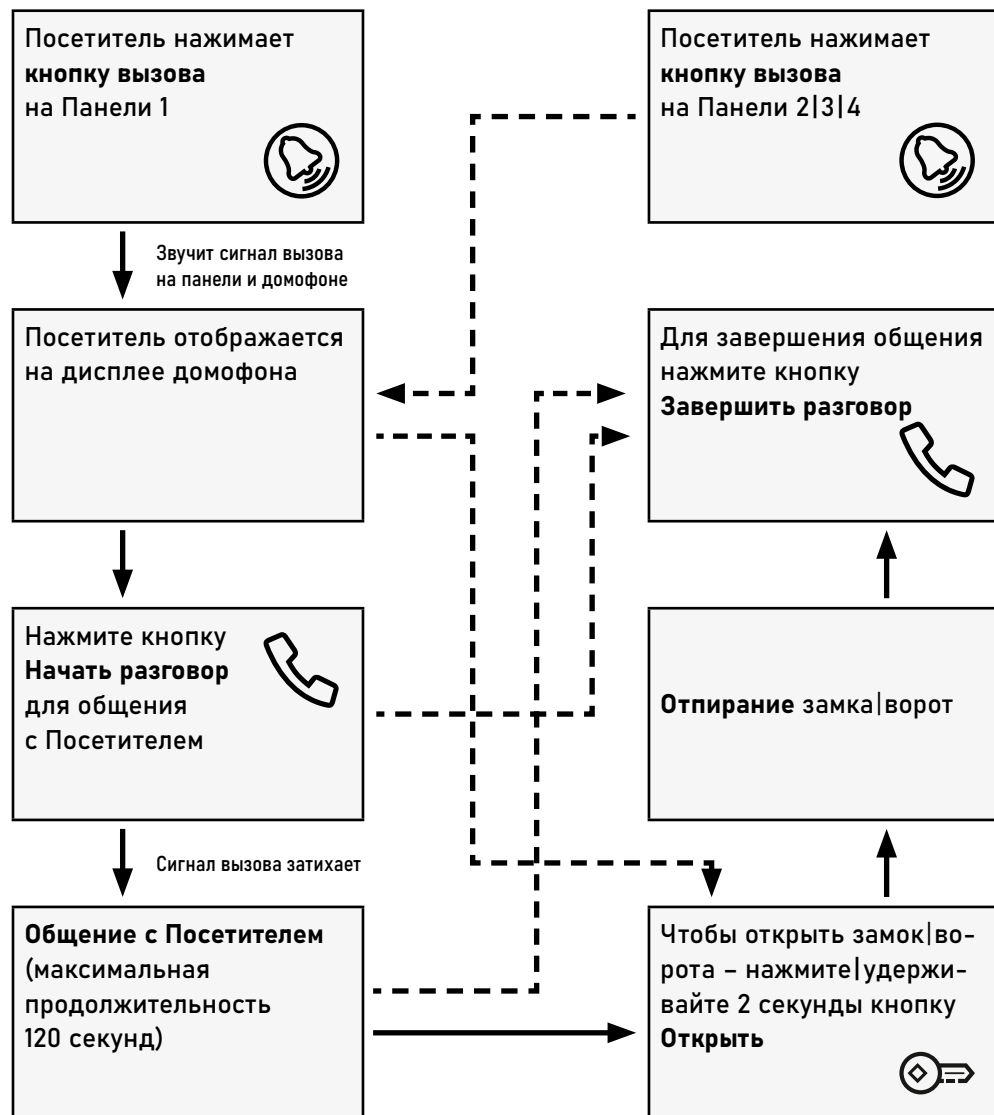 Посетитель нажимает
кнопку вызова
на Панели 1
Посетитель нажимает
кнопку вызова
на Панели 2|3|4
Звучит сигнал вызова
на панели и домофоне
Посетитель отображается
на дисплее домофона
Для завершения общения
нажмите кнопку
Завершить разговор
Нажмите кнопку
Начать разговор
для общения
с Посетителем
Отпирание замка|ворот
Сигнал вызова затихает
Общение с Посетителем
(максимальная
продолжительность
120 секунд)
Чтобы открыть замок|во-
рота – нажмите|удержи-
вайте 2 секунды кнопку
Открыть